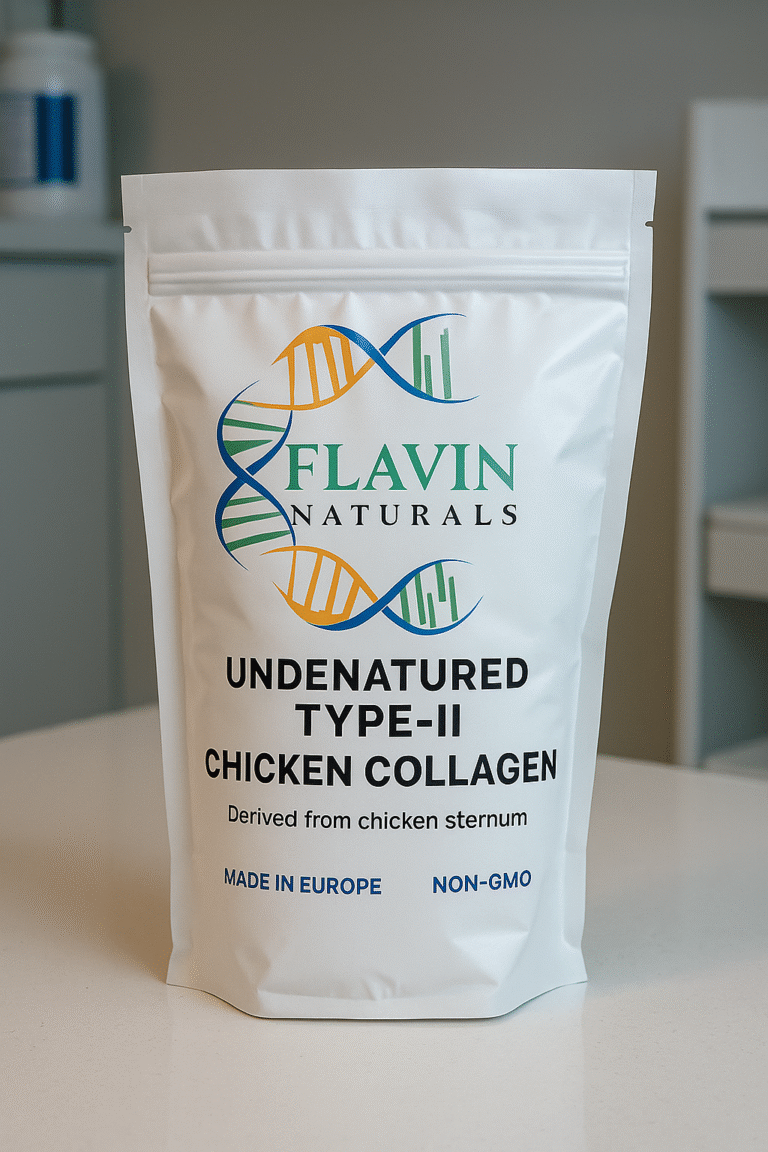 FLAVIN
NATURALS
UNDENATURED
TYPE-II
CHICKEN COLLAGEN
Derived from chicken sternum
MADE IN EUROPE NON-GMO